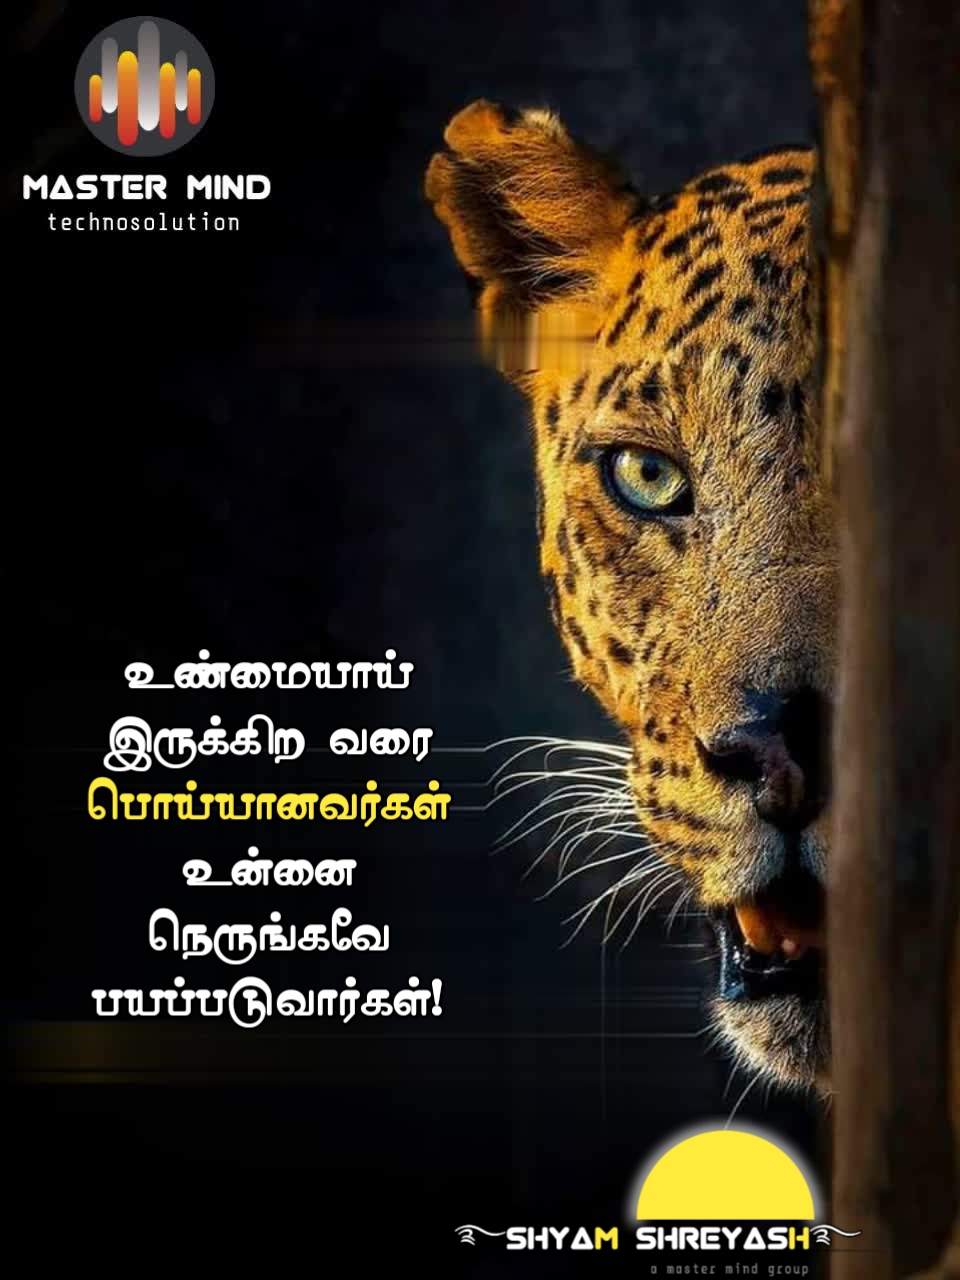 MASTER MIND
technosolution
உண்மையாய்
இருக்கிற வரை
பொய்யானவர்கள்
உன்னை
நெருங்கவே
பயப்படுவார்கள்!
SHYAM SHREYASH
a master mind group